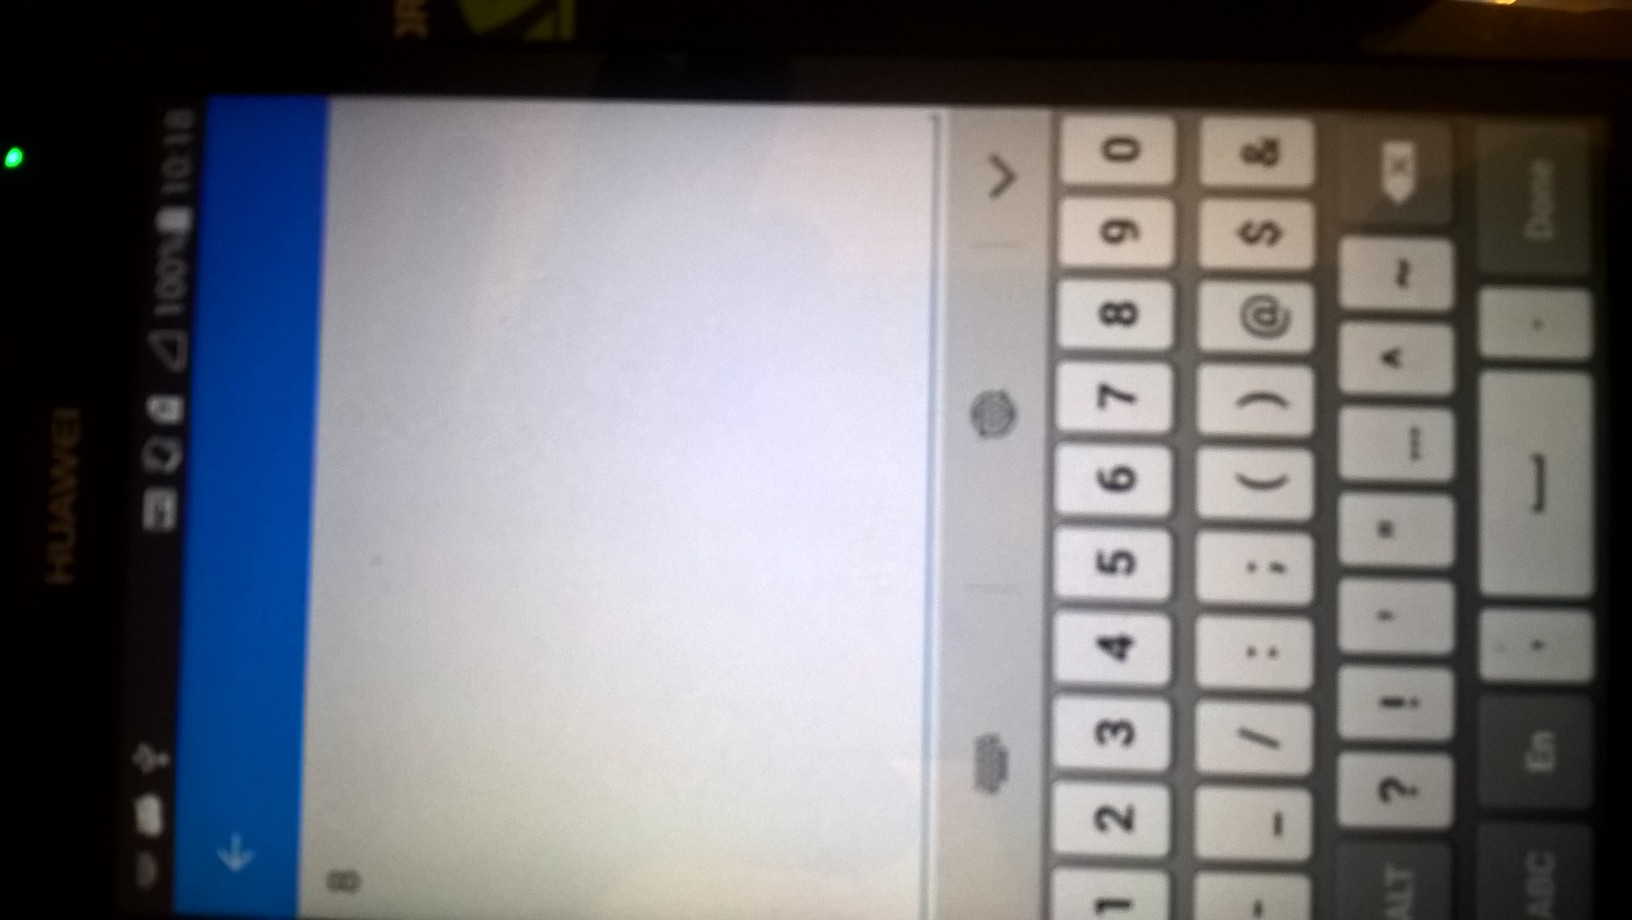 HUAWEI
100% 10:18
8
1 2 3 4 5 6 7 8 9 0
- _ / : ; ( ) @ $ &
ALT ? ! ' " ... ^ ~
ABC En , . Done